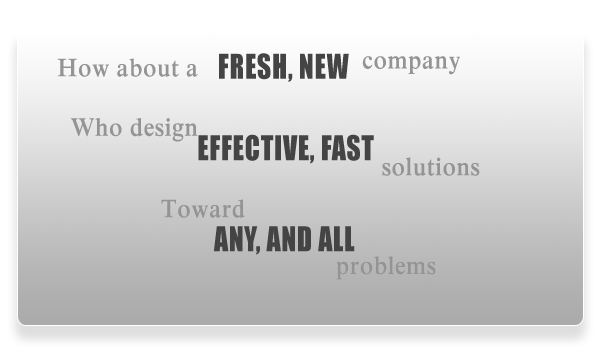 How about a FRESH, NEW company
Who design
EFFECTIVE, FAST
solutions
Toward
ANY, AND ALL
problems